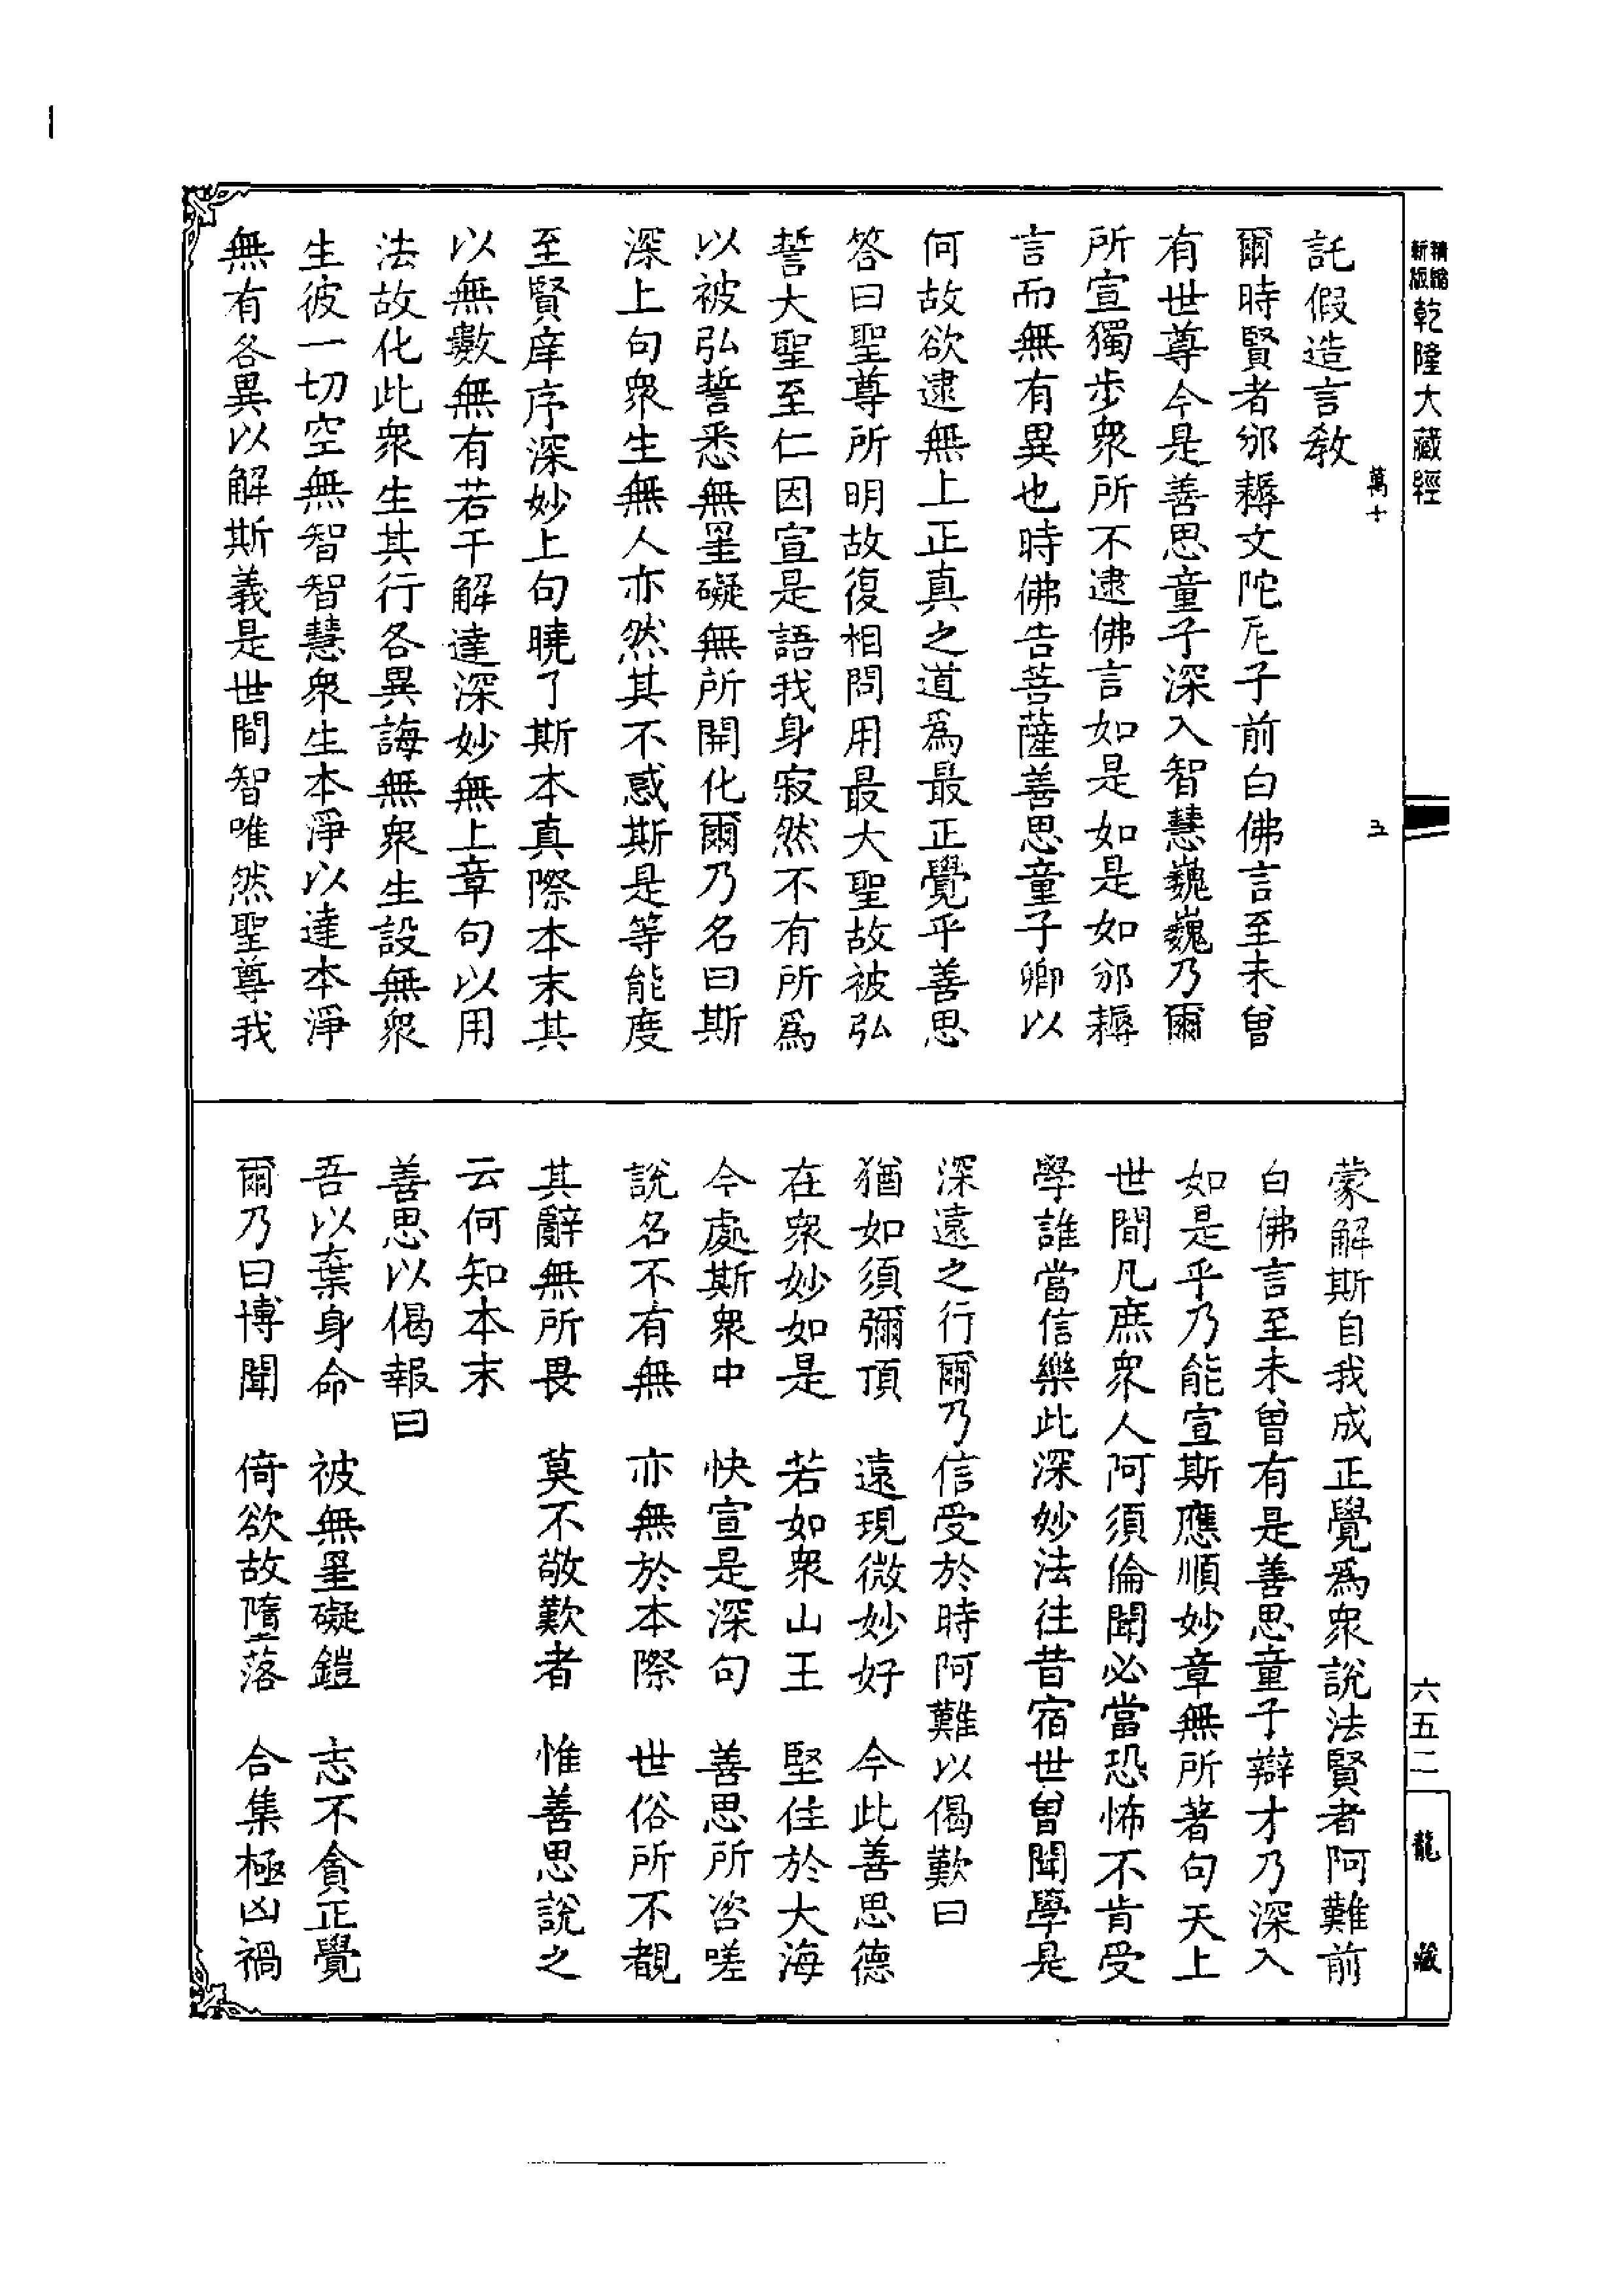 精縮
新版
乾隆大藏經
萬十
五
託假造言教
爾時賢者邠耨文陀尼子前白佛言至未曾
有世尊今是善思童子深入智慧巍巍乃爾
所宣獨步衆所不逮佛言如是如是如邠耨
言而無有異也時佛告菩薩善思童子卿以
何故欲逮無上正真之道爲最正覺乎善思
答曰聖尊所明故復相問用最大聖故被弘
誓大聖至仁因宣是語我身寂然不有所爲
以被弘誓悉無罣礙無所開化爾乃名曰斯
深上句衆生無人亦然其不惑斯是等能度
至賢庠序深妙上句曉了斯本真際本末其
以無數無有若干解達深妙無上章句以用
法故化此衆生其行各異誨無衆生設無衆
生彼一切空無智智慧衆生本淨以達本淨
無有各異以解斯義是世間智唯然聖尊我
蒙解斯自我成正覺爲衆說法賢者阿難前
白佛言至未曾有是善思童子辯才乃深入
如是乎乃能宣斯應順妙章無所著句天上
世間凡庶衆人阿須倫聞必當恐怖不肯受
學誰當信樂此深妙法往昔宿世曾聞學是
深遠之行爾乃信受於時阿難以偈歎曰
猶如須彌頂　遠現微妙好　今此善思德
在衆妙如是　若如衆山王　堅住於大海
今處斯衆中　快宣是深句　善思所咨嗟
說名不有無　亦無於本際　世俗所不覩
其辭無所畏　莫不敬歎者　惟善思說之
云何知本末
善思以偈報曰
吾以棄身命　被無罣礙鎧　志不貪正覺
爾乃曰博聞　倚欲故墮落　合集極凶禍
六五二
龍藏